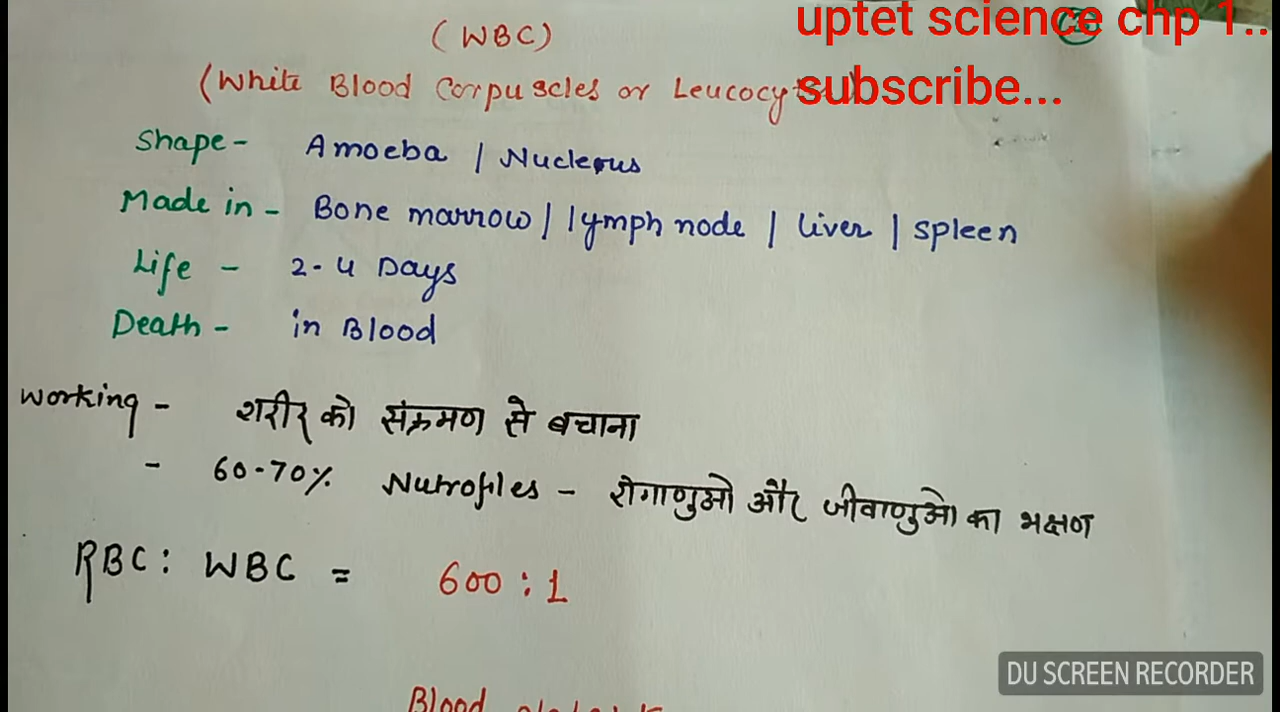 uptet science chp 1..
subscribe...
(WBC)
(White Blood Corpuscles or
Shape- Amoeba / Nucleus
Made in - Bone marrow | lymph node | liver | spleen
Life - 2-4 Days
Death - in Blood
Working - शरीर को संक्रमण से बचाना
- 60-70% Nutrofiles - रोगाणुओ और जीवाणुओ का भक्षण
RBC: WBC = 600:1
Blood
DU SCREEN RECORDER